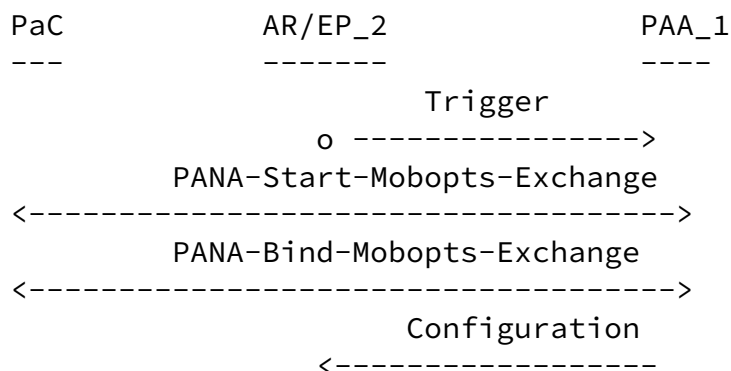 PaC AR/EP_2 PAA_1
--- ------- ----
Trigger
o ---------------->
PANA-Start-Mobopts-Exchange
<------------------------------------->
PANA-Bind-Mobopts-Exchange
<------------------------------------->
Configuration
<------------------